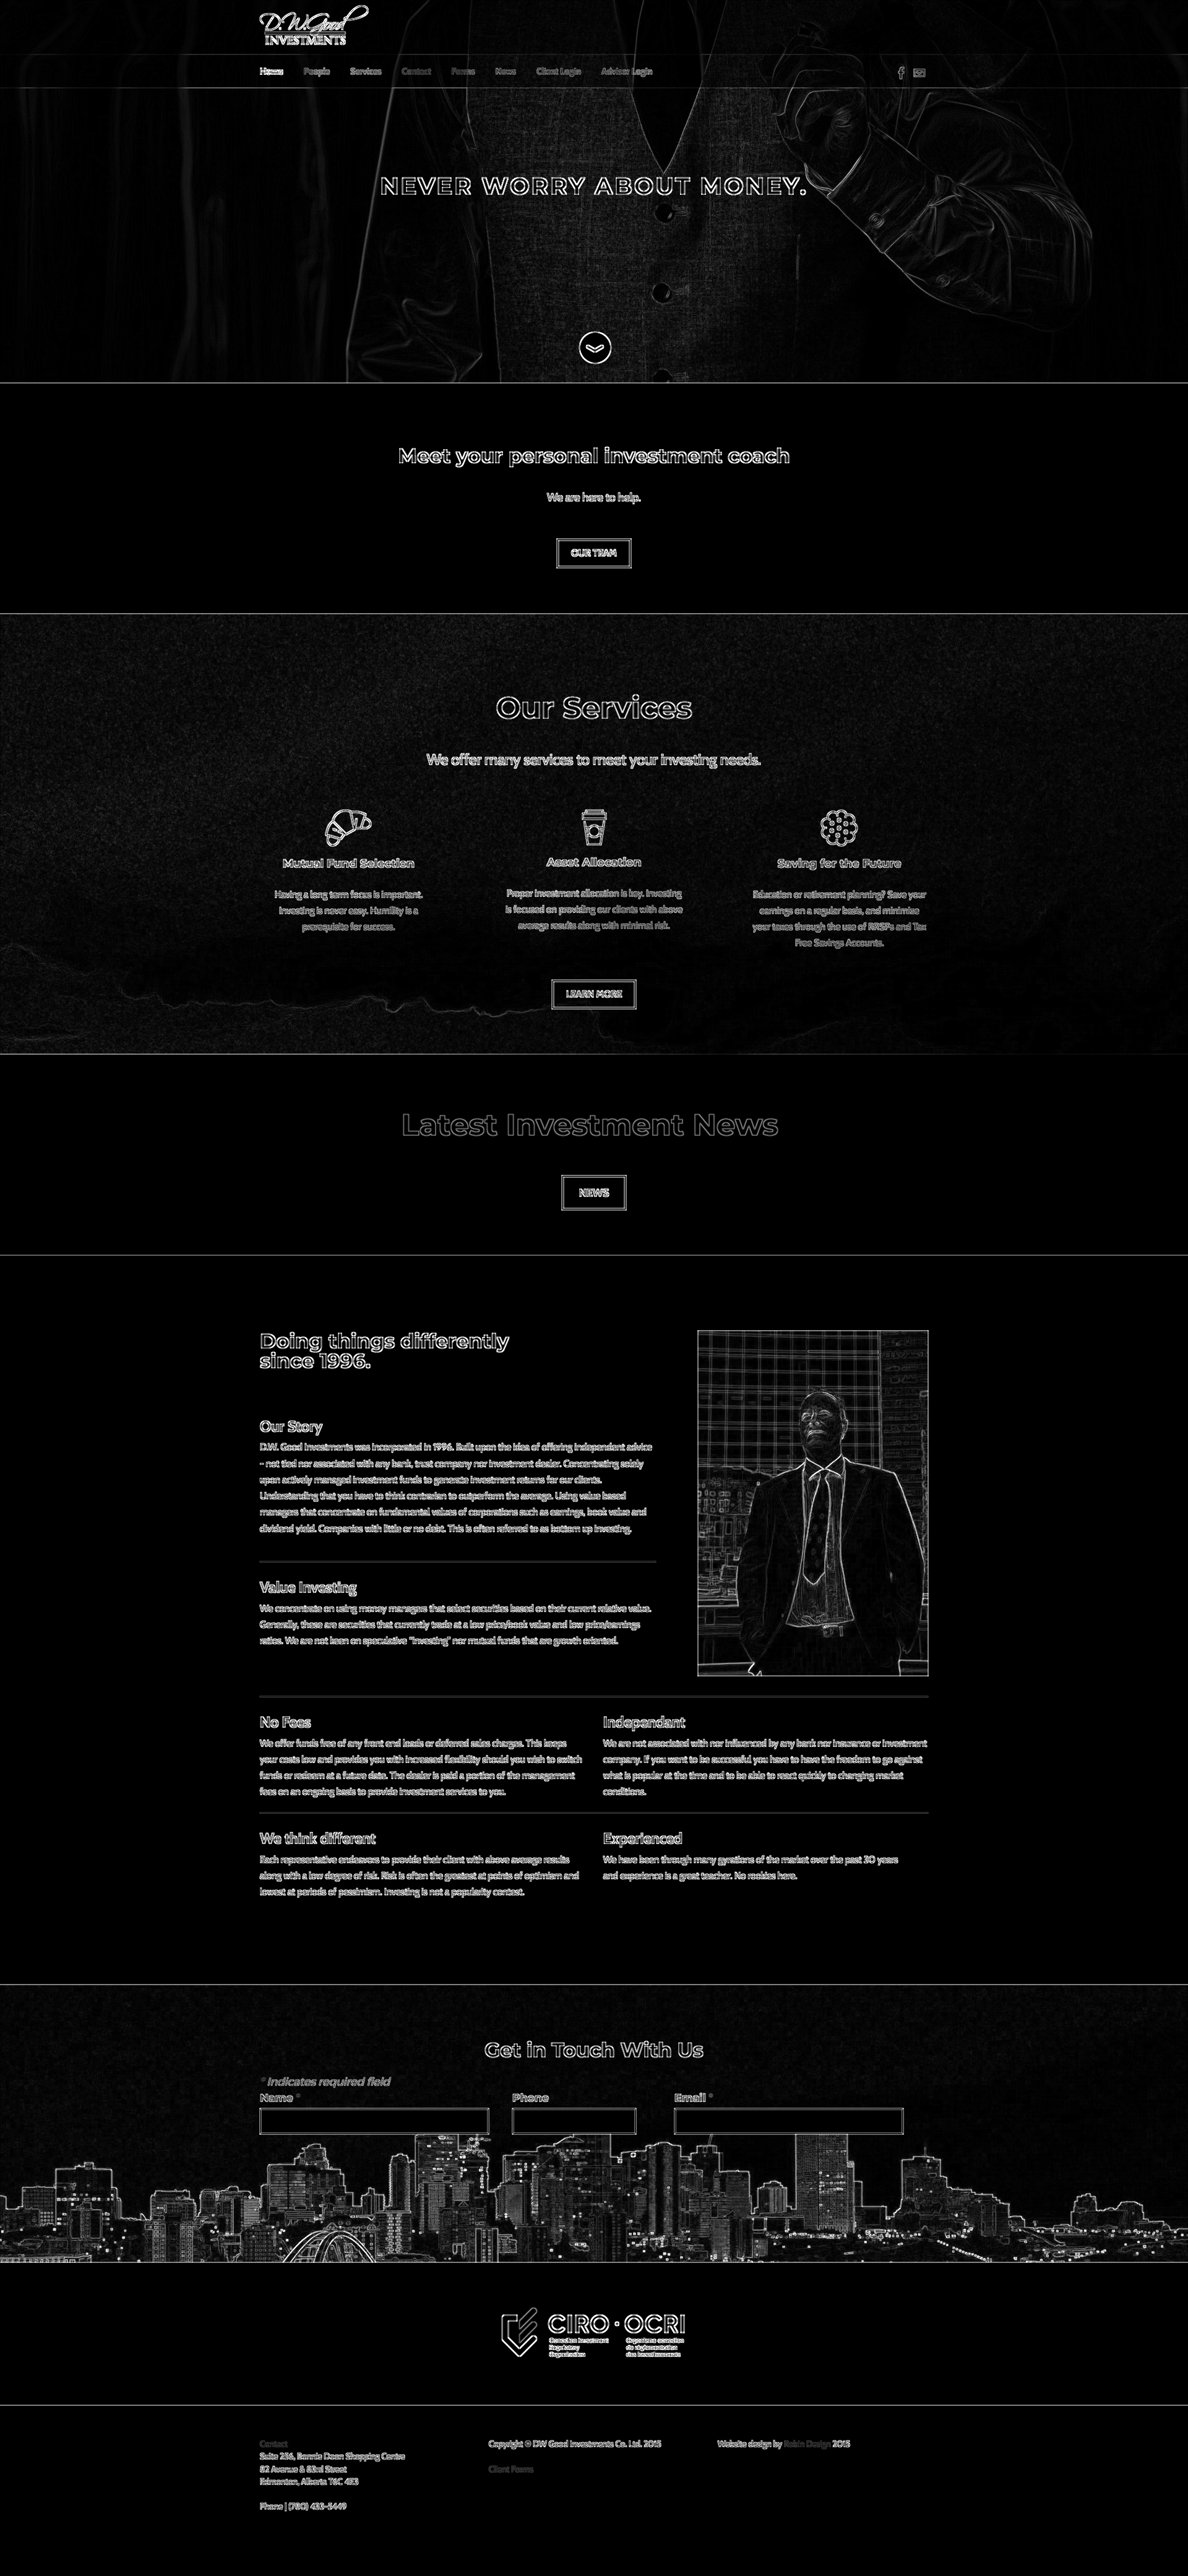 D.W.Good
INVESTMENTS
Home People Services Contact Forms News Client Login Advisor Login
NEVER WORRY ABOUT MONEY.
Meet your personal investment coach
We are here to help.
OUR TEAM
Our Services
We offer many services to meet your investing needs.
Mutual Fund Selection
Having a long term focus is important.
Investing is never easy. Humility is a
prerequisite for success.
Asset Allocation
Proper investment allocation is key. Investing
is focused on providing our clients with above
average results along with minimal risk.
Saving for the Future
Education or retirement planning? Save your
earnings on a regular basis, and minimize
your taxes through the use of RRSPs and Tax
Free Savings Accounts.
LEARN MORE
Latest Investment News
NEWS
Doing things differently
since 1996.
Our Story
D.W. Good Investments was incorporated in 1996. Built upon the idea of offering independent advice
- not tied nor associated with any bank, trust company nor investment dealer. Concentrating solely
upon actively managed investment funds to generate investment returns for our clients.
Understanding that you have to think contrarian to outperform the average. Using value based
managers that concentrate on fundamental values of corporations such as earnings, book value and
dividend yield. Companies with little or no debt. This is often referred to as bottom up investing.
Value Investing
We concentrate on using money managers that select securities based on their current relative value.
Generally, these are securities that currently trade at a low price/book value and low price/earnings
ratios. We are not keen on speculative "investing" nor mutual funds that are growth oriented.
No Fees
We offer funds free of any front end loads or deferred sales charges. This keeps
your costs low and provides you with increased flexibility should you wish to switch
funds or redeem at a future date. The dealer is paid a portion of the management
fees on an ongoing basis to provide investment services to you.
Independant
We are not associated with nor influenced by any bank nor insurance or investment
company. If you want to be successful you have to have the freedom to go against
what is popular at the time and to be able to react quickly to changing market
conditions.
We think different
Each representative endeavors to provide their client with above average results
along with a low degree of risk. Risk is often the greatest at points of optimism and
lowest at periods of pessimism. Investing is not a popularity contest.
Experienced
We have been through many gyrations of the market over the past 30 years
and experience is a great teacher. No rookies here.
Get in Touch With Us
* Indicates required field
Name *
Phone
Email *
CIRO · OCRI
Canadian Investment
Regulatory
Organization
Organisme canadien
de réglementation
des investissements
Contact
Suite 236, Bonnie Doon Shopping Centre
82 Avenue & 83rd Street
Edmonton, Alberta T6C 4E3
Phone | (780) 433-5449
Copyright © DW Good Investments Co. Ltd. 2015
Client Forms
Website design by Robin Design 2015